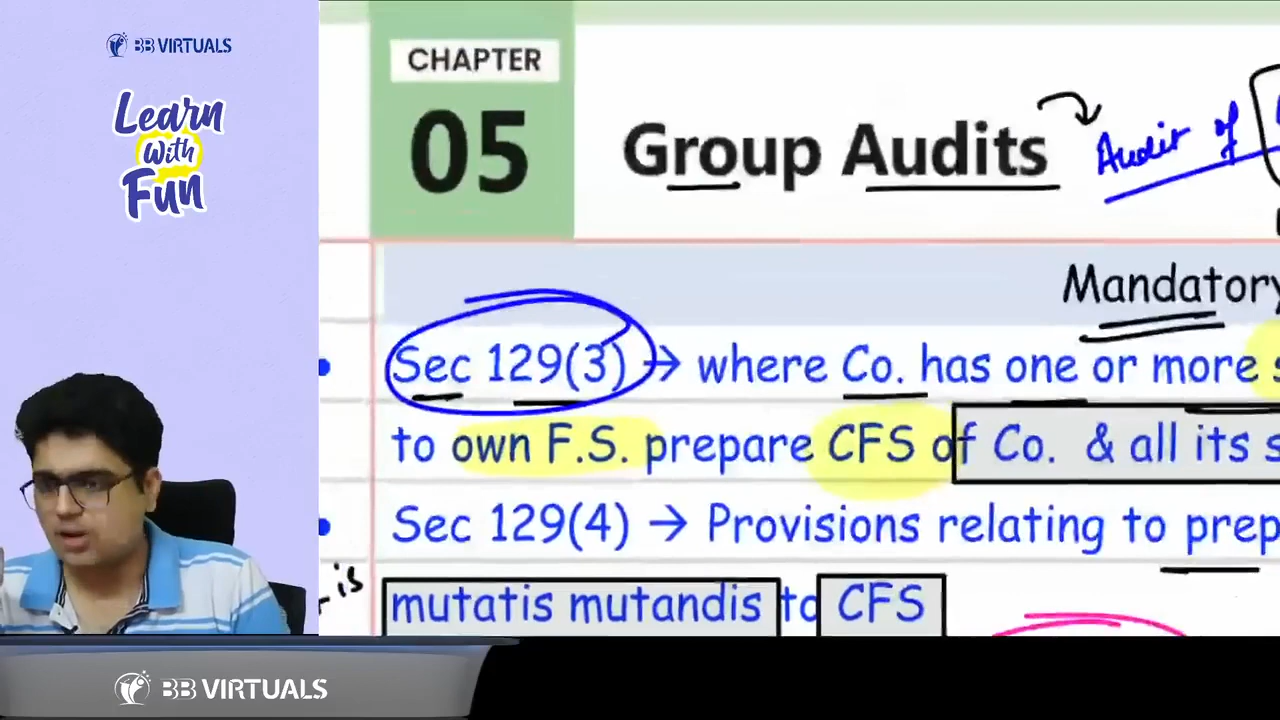 BB VIRTUALS
Learn
With
Fun
CHAPTER
05
Group Audits
Audit of
Mandatory
Sec 129(3) → where Co. has one or more
to own F.S. prepare CFS of Co. & all its s
Sec 129(4) → Provisions relating to prep
is
mutatis mutandis to CFS
BB VIRTUALS